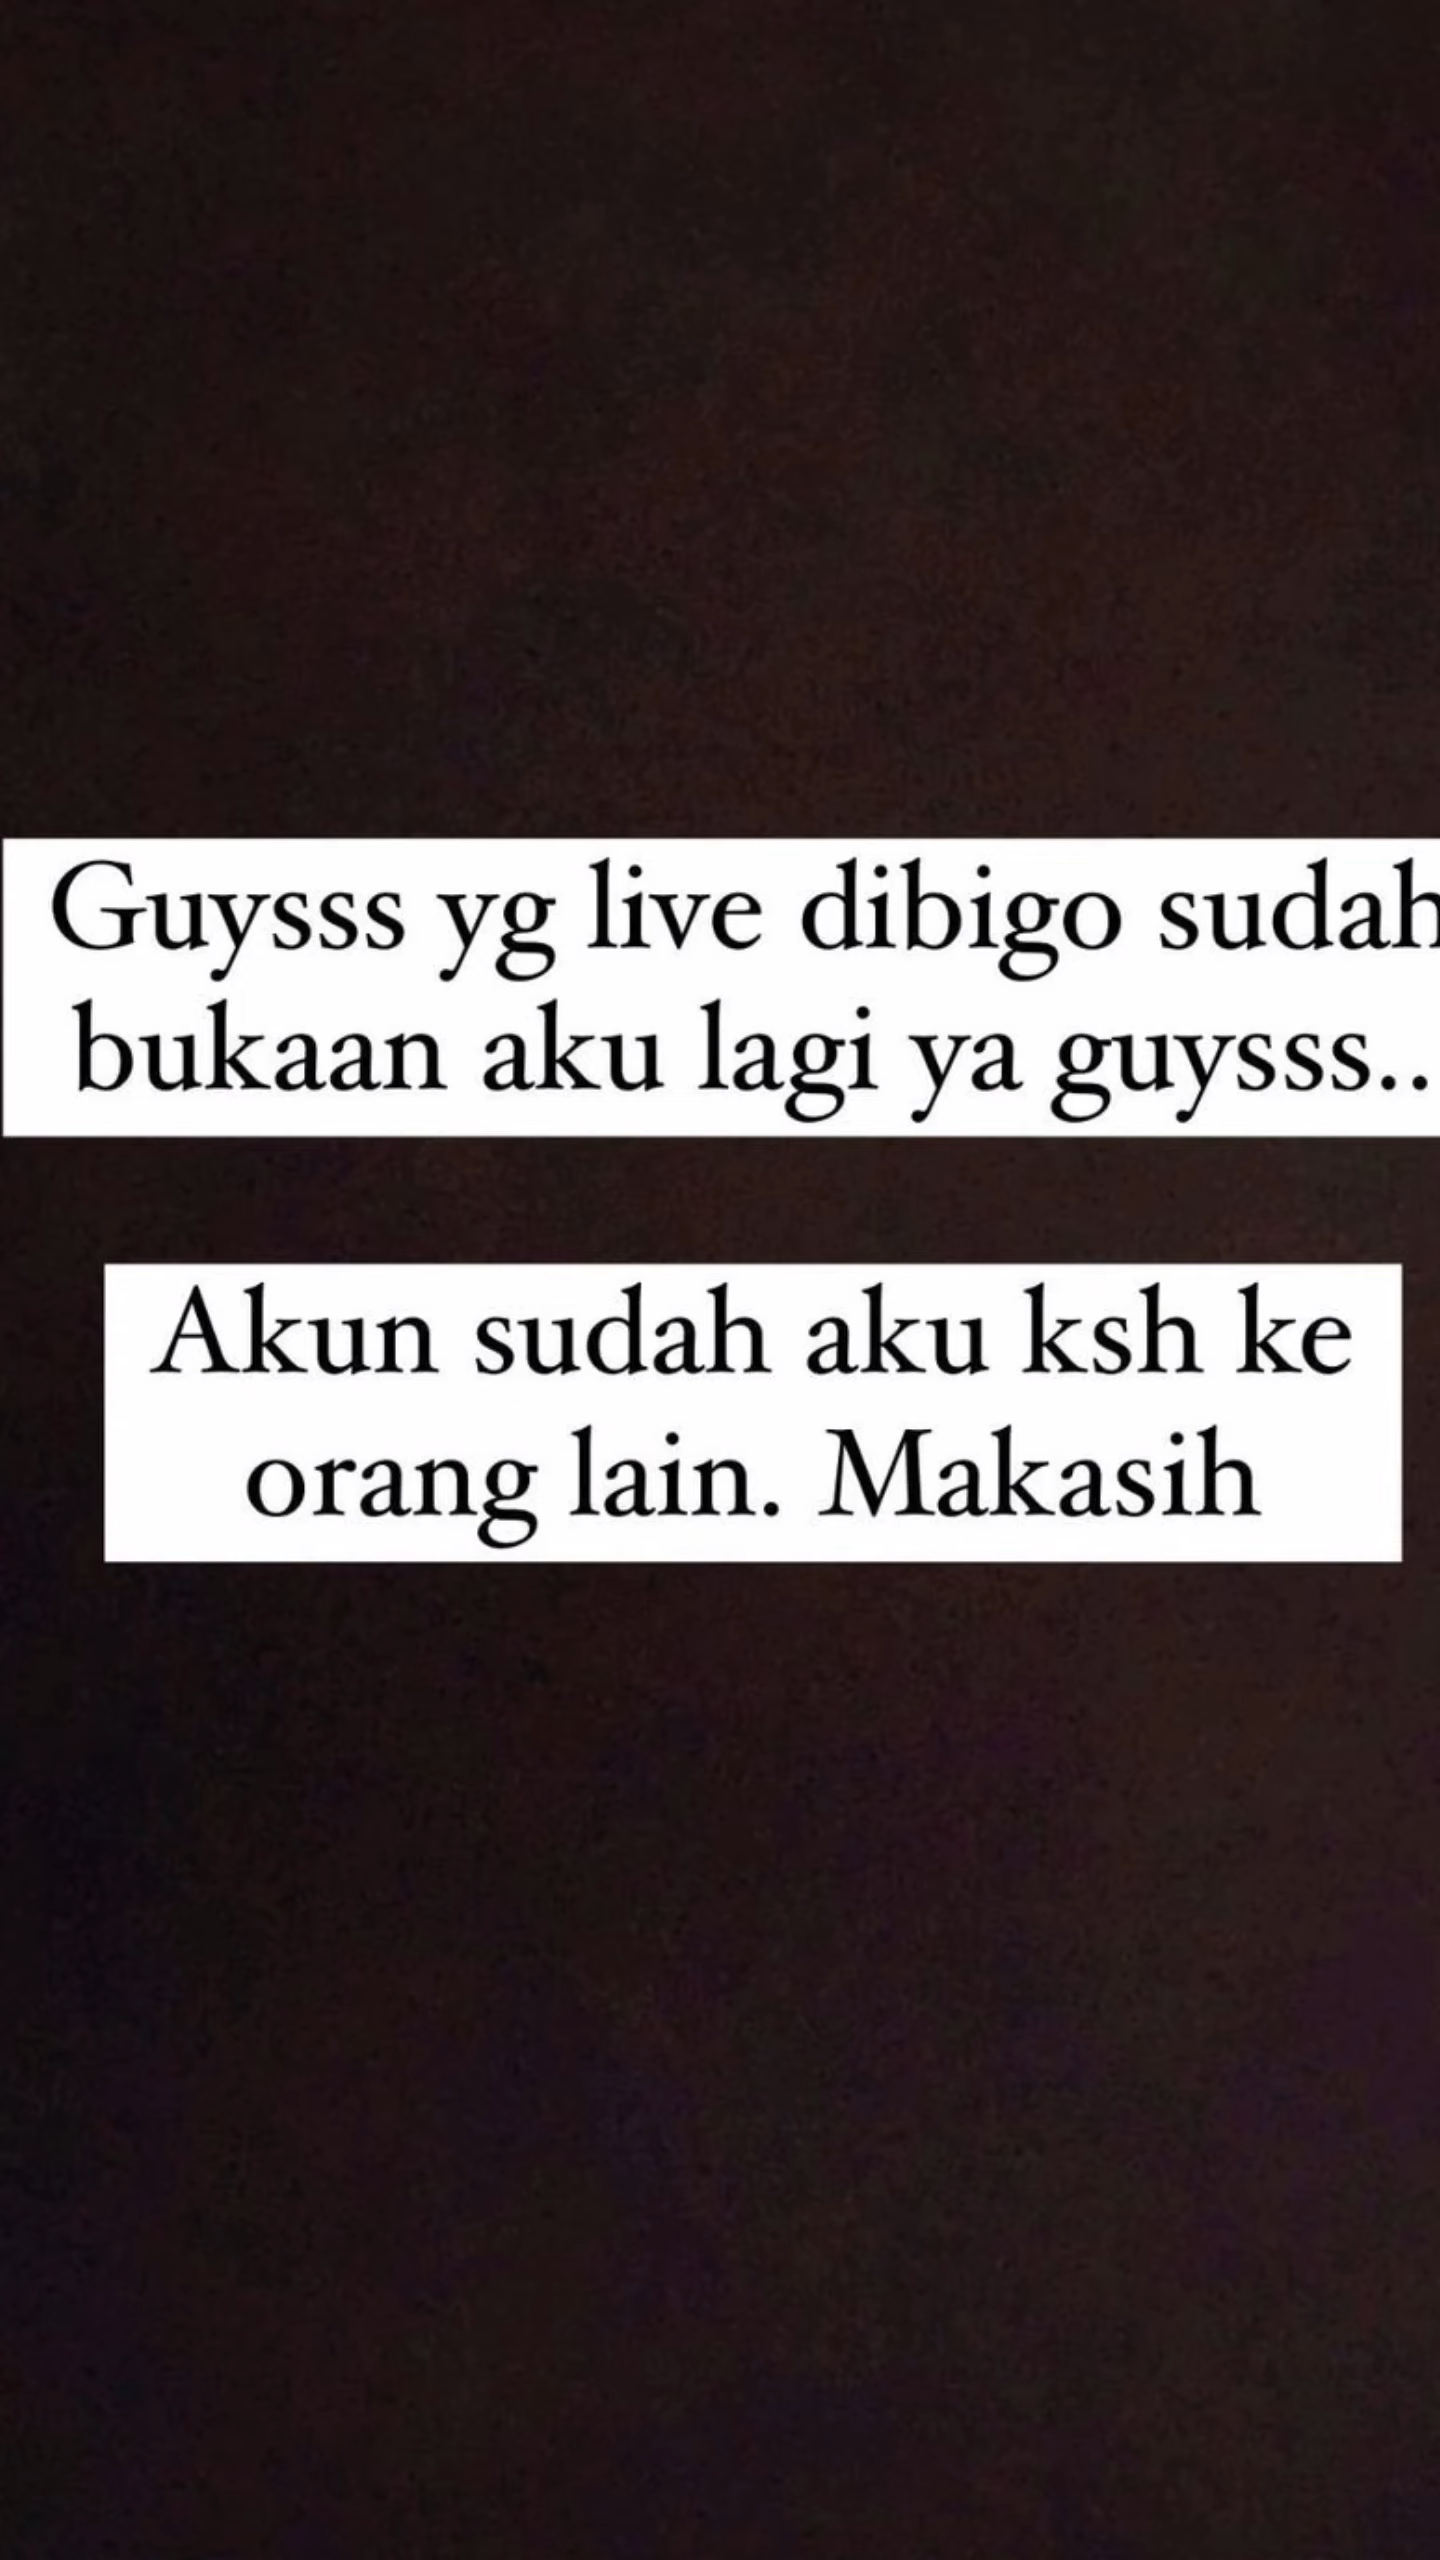 Guysss yg live dibigo sudah
bukaan aku lagi ya guysss..
Akun sudah aku ksh ke
orang lain. Makasih